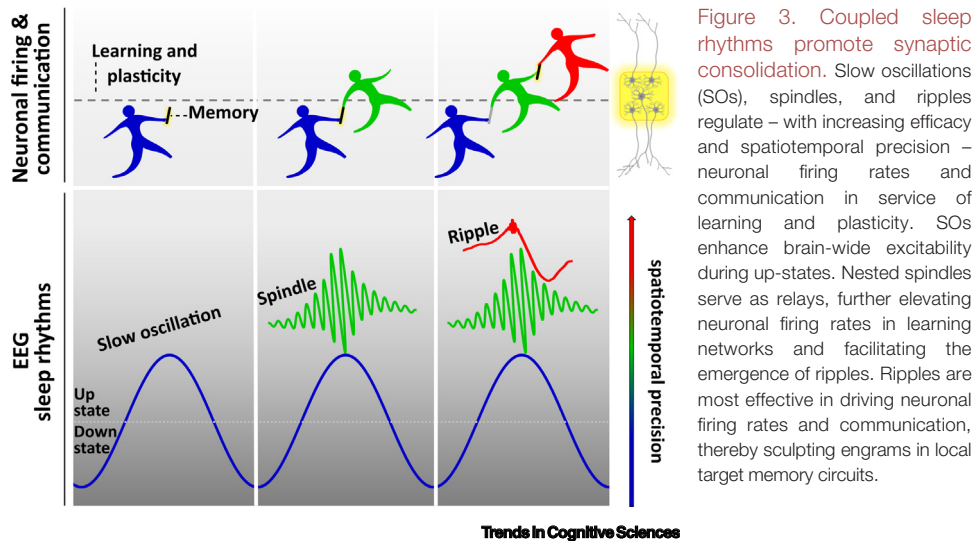 Neuronal firing &
communication
Learning and
plasticity
Memory
EEG
sleep rhythms
Slow oscillation
Up
state
Down
state
Spindle
Ripple
spatiotemporal precision
Trends in Cognitive Sciences
Figure 3. Coupled sleep
rhythms promote synaptic
consolidation. Slow oscillations
(SOs), spindles, and ripples
regulate – with increasing efficacy
and spatiotemporal precision –
neuronal firing rates and
communication in service of
learning and plasticity. SOs
enhance brain-wide excitability
during up-states. Nested spindles
serve as relays, further elevating
neuronal firing rates in learning
networks and facilitating the
emergence of ripples. Ripples are
most effective in driving neuronal
firing rates and communication,
thereby sculpting engrams in local
target memory circuits.